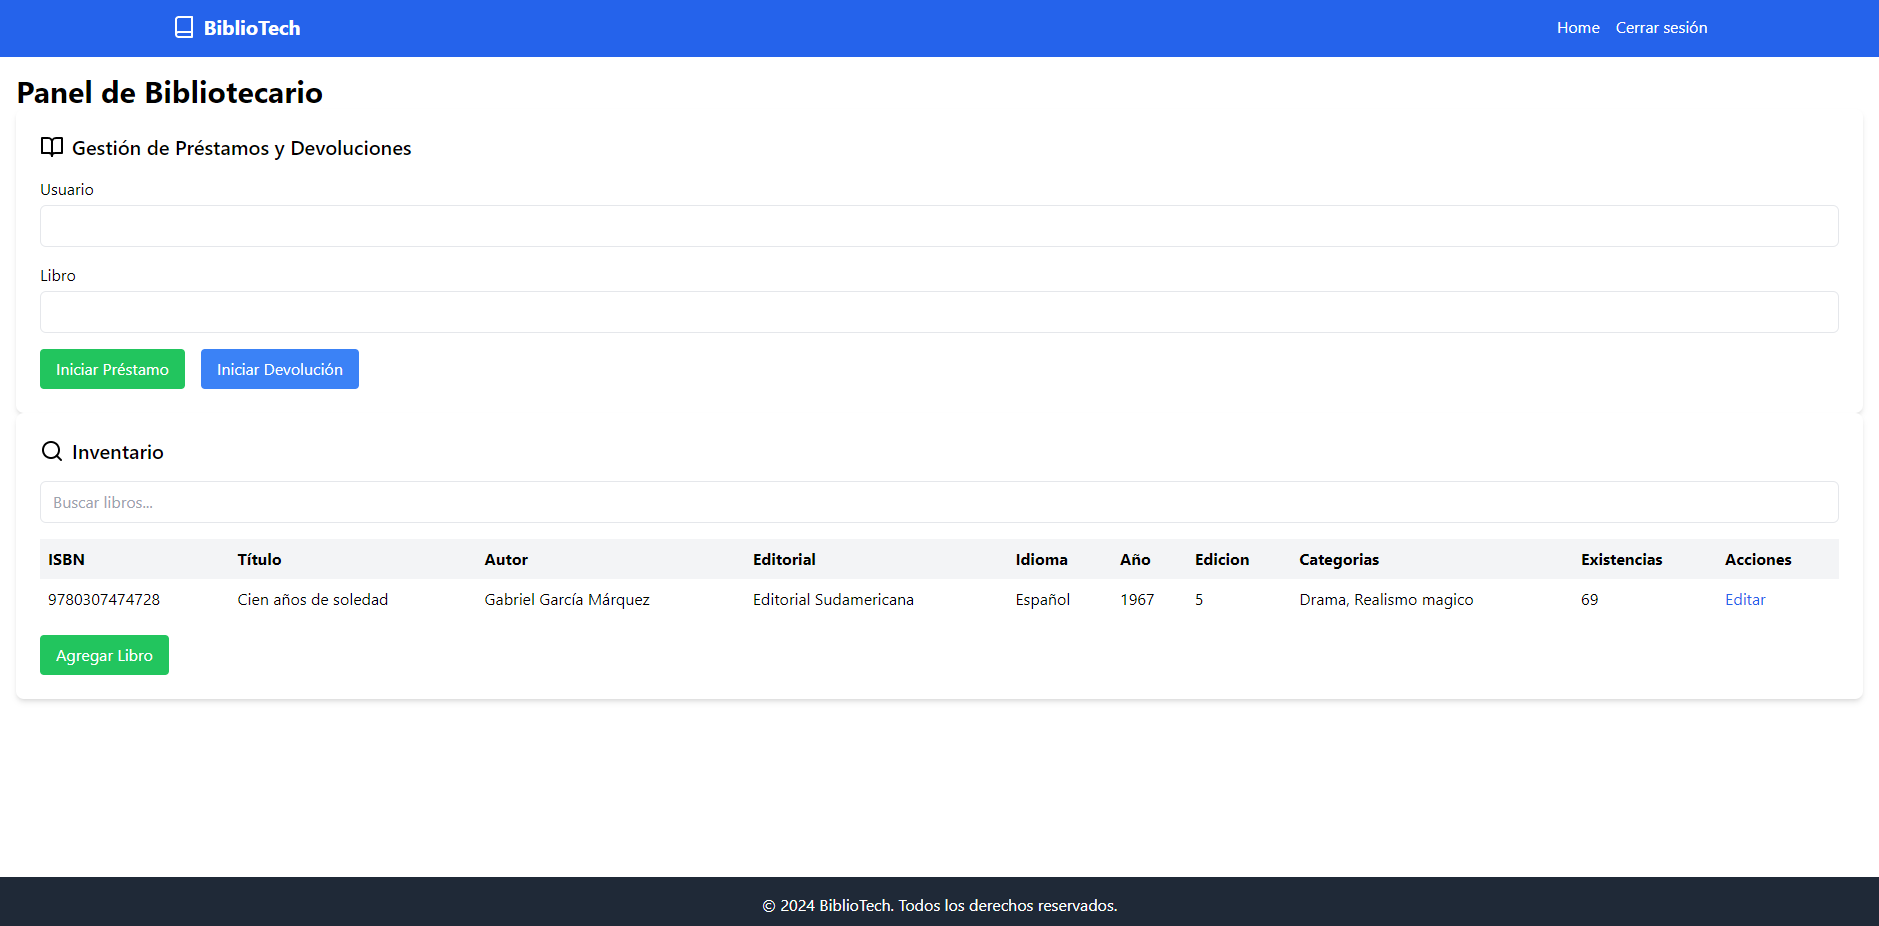 BiblioTech
Home Cerrar sesión
Panel de Bibliotecario
Gestión de Préstamos y Devoluciones
Usuario
Libro
Iniciar Préstamo Iniciar Devolución
Inventario
Buscar libros...
ISBN Título Autor Editorial Idioma Año Edicion Categorias Existencias Acciones
9780307474728 Cien años de soledad Gabriel García Márquez Editorial Sudamericana Español 1967 5 Drama, Realismo magico 69 Editar
Agregar Libro
© 2024 BiblioTech. Todos los derechos reservados.